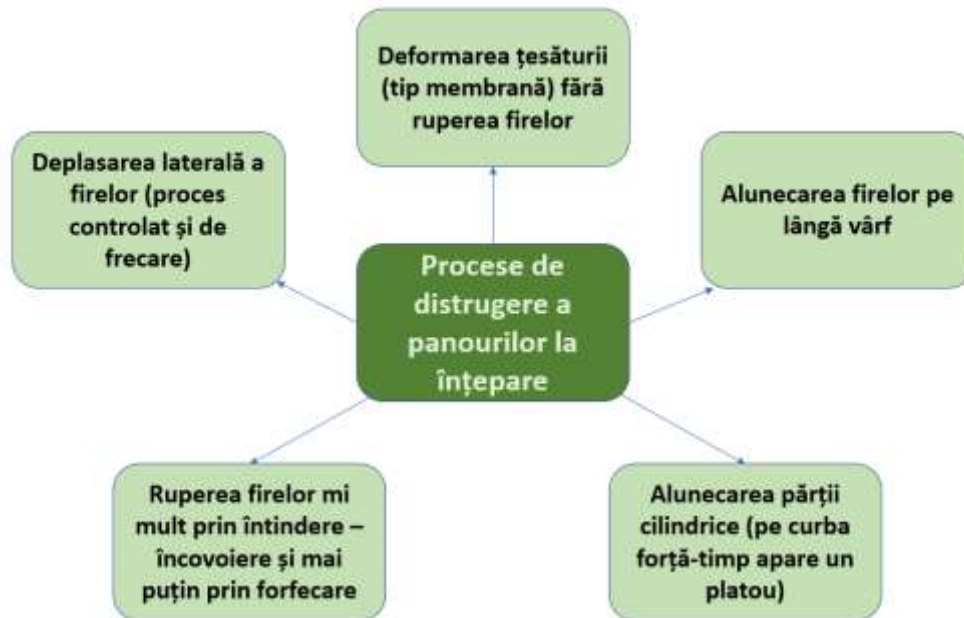 Deformarea țesăturii
(tip membrană) fără
ruperea firelor
Deplasarea laterală a
firelor (proces
controlat și de
frecare)
Alunecarea firelor pe
lângă vârf
Procese de
distrugere a
panourilor la
înțepare
Ruperea firelor mi
mult prin întindere –
încovoiere și mai
puțin prin forfecare
Alunecarea părții
cilindrice (pe curba
forță-timp apare un
platou)